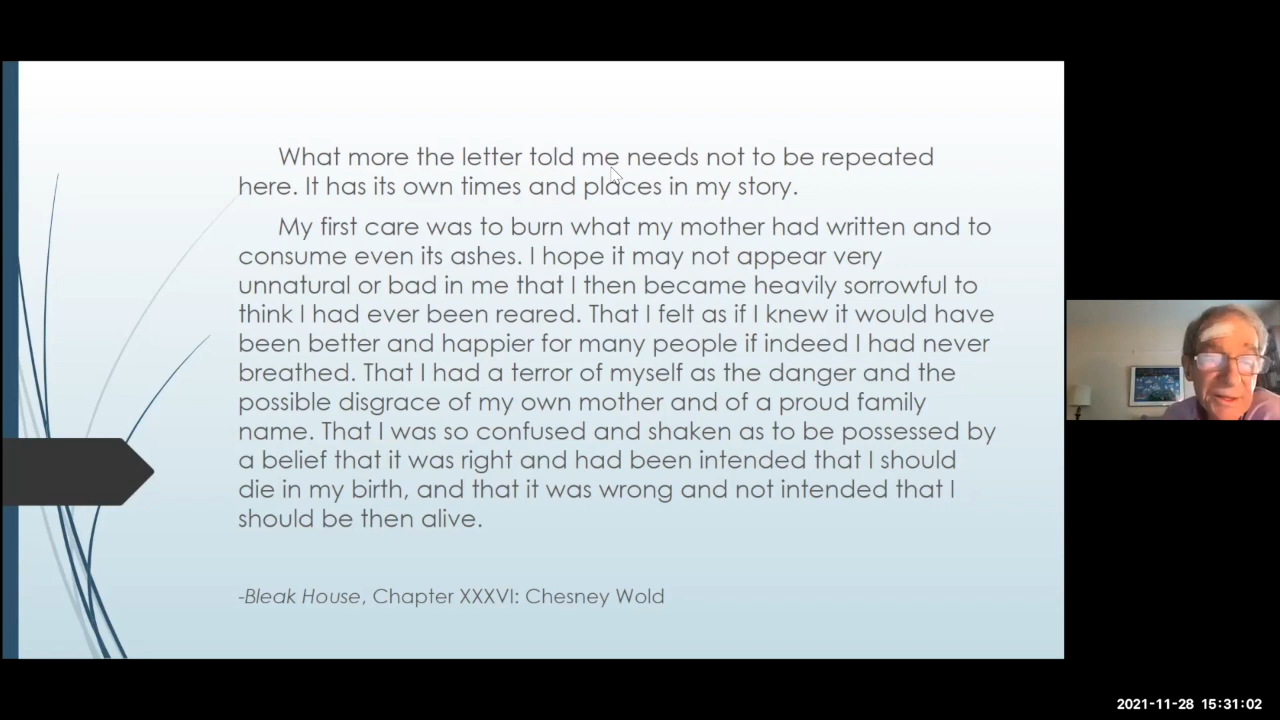 What more the letter told me needs not to be repeated
here. It has its own times and places in my story.
My first care was to burn what my mother had written and to
consume even its ashes. I hope it may not appear very
unnatural or bad in me that I then became heavily sorrowful to
think I had ever been reared. That I felt as if I knew it would have
been better and happier for many people if indeed I had never
breathed. That I had a terror of myself as the danger and the
possible disgrace of my own mother and of a proud family
name. That I was so confused and shaken as to be possessed by
a belief that it was right and had been intended that I should
die in my birth, and that it was wrong and not intended that I
should be then alive.
-Bleak House, Chapter XXXVI: Chesney Wold
2021-11-28 15:31:02